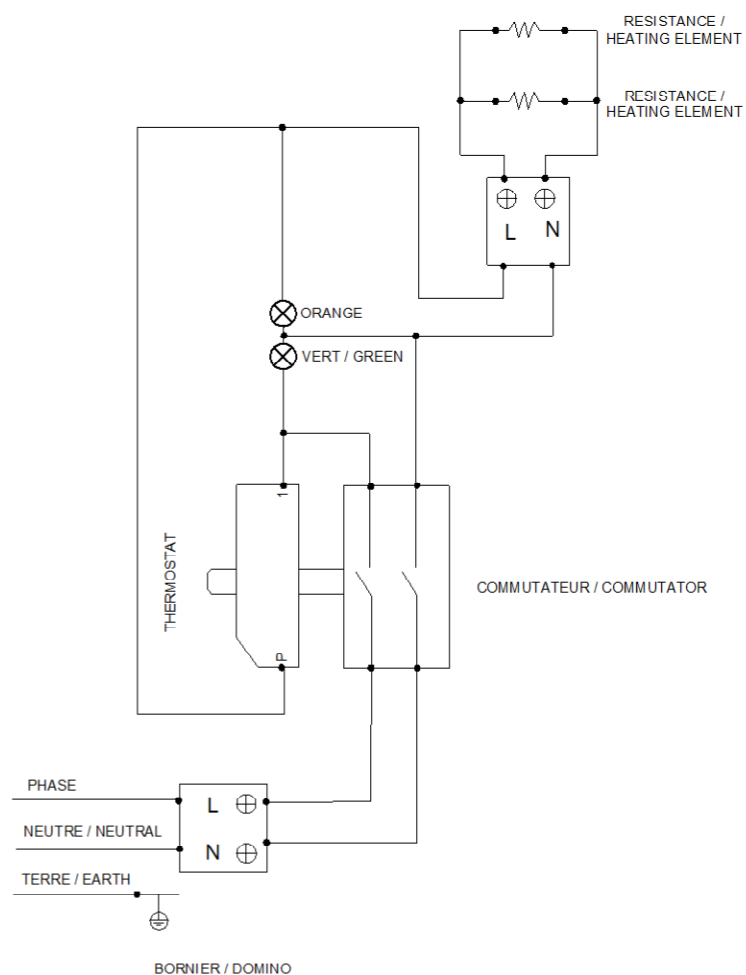 RESISTANCE /
HEATING ELEMENT
RESISTANCE /
HEATING ELEMENT
L N
ORANGE
VERT / GREEN
1
THERMOSTAT
COMMUTATEUR / COMMUTATOR
P
PHASE
L
NEUTRE / NEUTRAL
N
TERRE / EARTH
BORNIER / DOMINO